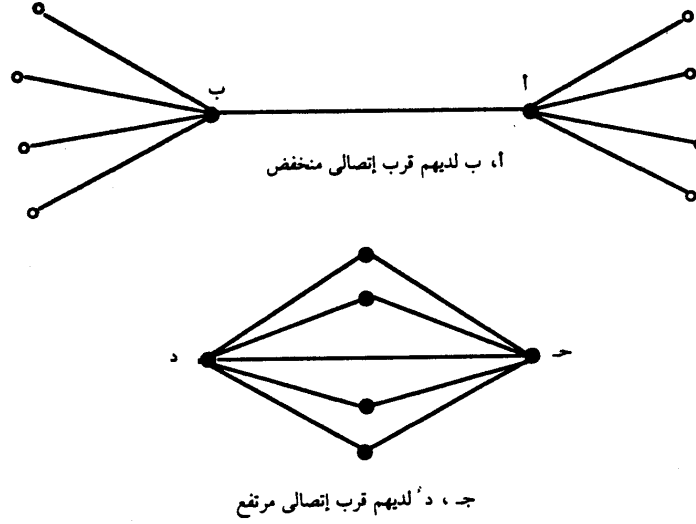 أ
ب
أ، ب لديهم قرب إتصالى منخفض
حـ
د
جـ ، د لديهم قرب إتصالى مرتفع